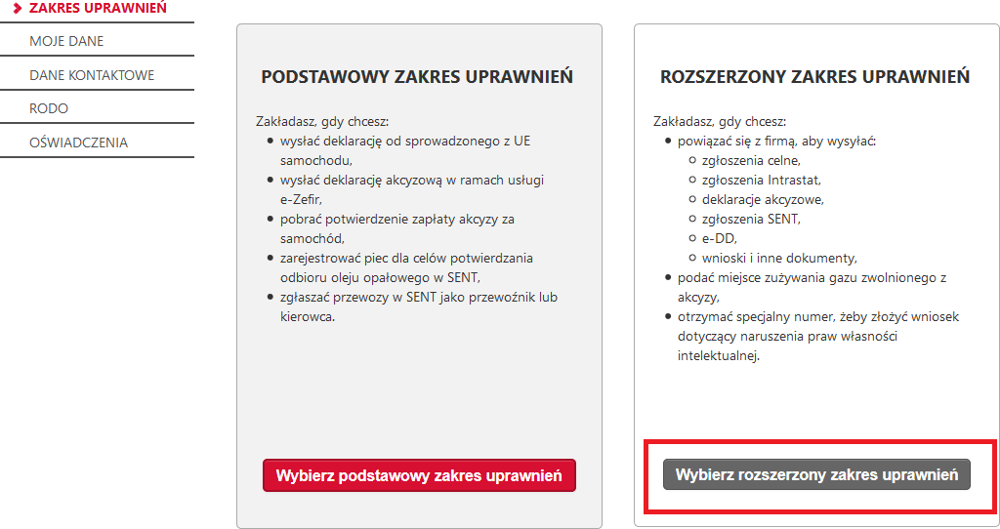 ZAKRES UPRAWNIEŃ
MOJE DANE
DANE KONTAKTOWE
RODO
OŚWIADCZENIA
PODSTAWOWY ZAKRES UPRAWNIEŃ
Zakładasz, gdy chcesz:
wysłać deklarację od sprowadzonego z UE
samochodu,
wysłać deklarację akcyzową w ramach usługi
e-Zefir,
pobrać potwierdzenie zapłaty akcyzy za
samochód,
zarejestrować piec dla celów potwierdzania
odbioru oleju opałowego w SENT,
zgłaszać przewozy w SENT jako przewoźnik lub
kierowca.
Wybierz podstawowy zakres uprawnień
ROZSZERZONY ZAKRES UPRAWNIEŃ
Zakładasz, gdy chcesz:
powiązać się z firmą, aby wysyłać:
zgłoszenia celne,
zgłoszenia Intrastat,
deklaracje akcyzowe,
zgłoszenia SENT,
e-DD,
wnioski i inne dokumenty,
podać miejsce zużywania gazu zwolnionego z
akcyzy,
otrzymać specjalny numer, żeby złożyć wniosek
dotyczący naruszenia praw własności
intelektualnej.
Wybierz rozszerzony zakres uprawnień